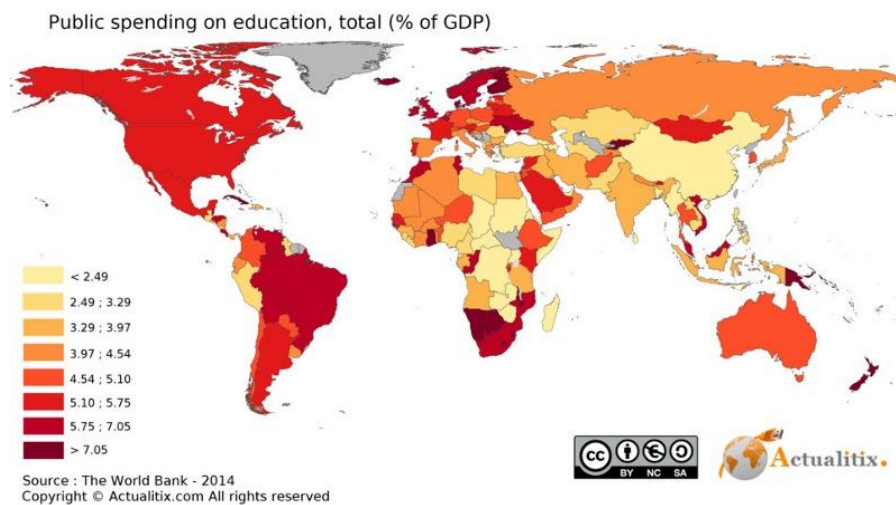 Public spending on education, total (% of GDP)
< 2.49
2.49 ; 3.29
3.29 ; 3.97
3.97 ; 4.54
4.54 ; 5.10
5.10 ; 5.75
5.75 ; 7.05
> 7.05
Source : The World Bank - 2014
Copyright © Actualitix.com All rights reserved
cc
BY NC SA
Actualitix.